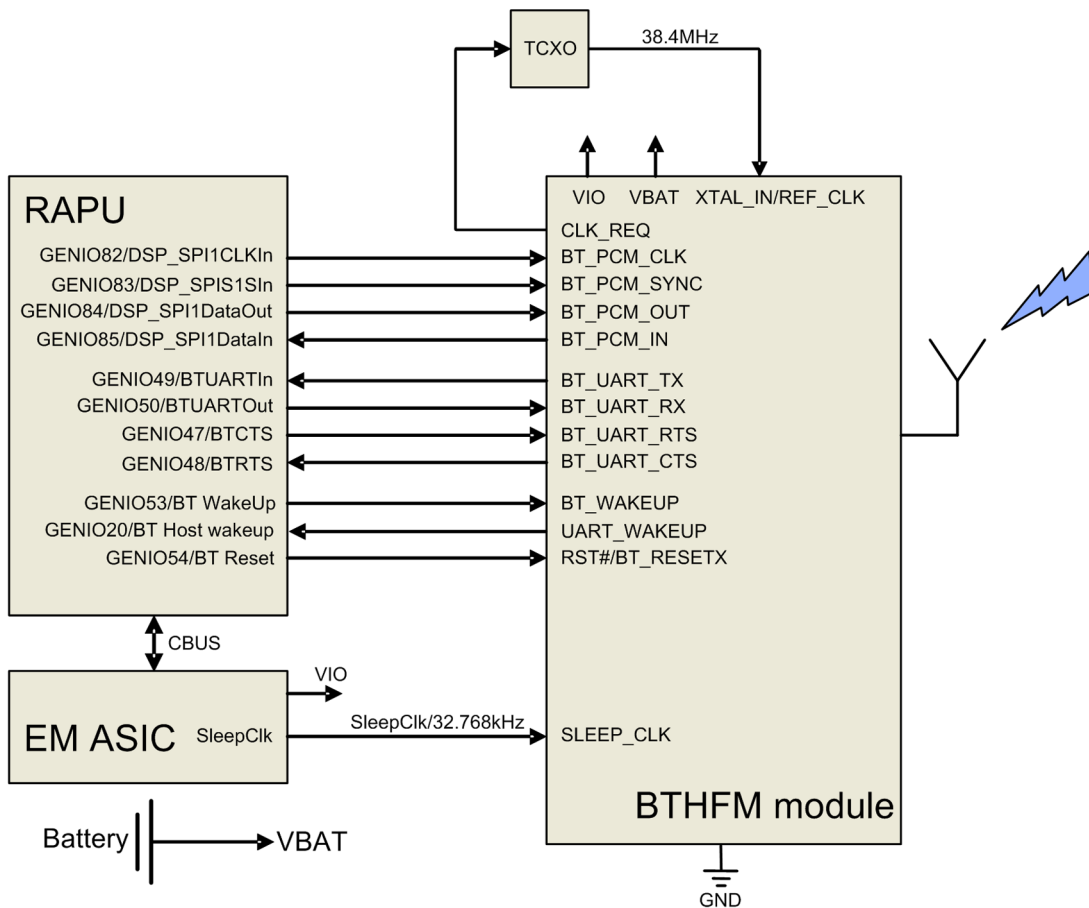 TCXO
38.4MHz
RAPU
VIO
VBAT
XTAL_IN/REF_CLK
CLK_REQ
GENIO82/DSP_SPI1CLKIn
BT_PCM_CLK
GENIO83/DSP_SPIS1SIn
BT_PCM_SYNC
GENIO84/DSP_SPI1DataOut
BT_PCM_OUT
GENIO85/DSP_SPI1DataIn
BT_PCM_IN
GENIO49/BTUARTIn
BT_UART_TX
GENIO50/BTUARTOut
BT_UART_RX
GENIO47/BTCTS
BT_UART_RTS
GENIO48/BTRTS
BT_UART_CTS
GENIO53/BT WakeUp
BT_WAKEUP
GENIO20/BT Host wakeup
UART_WAKEUP
GENIO54/BT Reset
RST#/BT_RESETX
CBUS
VIO
EM ASIC
SleepClk
SleepClk/32.768kHz
SLEEP_CLK
BTHFM module
Battery
VBAT
GND